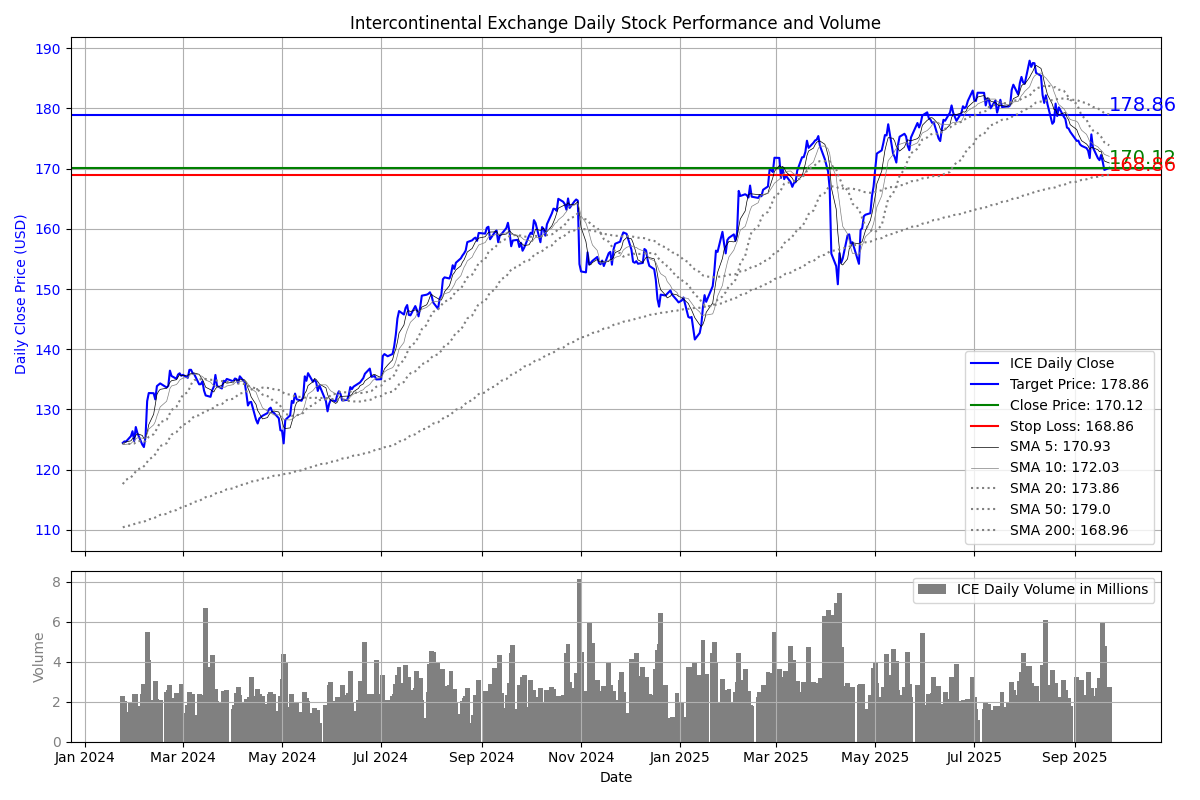 Intercontinental Exchange Daily Stock Performance and Volume
190
180
170
160
150
140
130
120
110
Daily Close Price (USD)
178.86
170.12
168.86
ICE Daily Close
Target Price: 178.86
Close Price: 170.12
Stop Loss: 168.86
SMA 5: 170.93
SMA 10: 172.03
SMA 20: 173.86
SMA 50: 179.0
SMA 200: 168.96
8
6
4
2
0
Volume
ICE Daily Volume in Millions
Jan 2024 Mar 2024 May 2024 Jul 2024 Sep 2024 Nov 2024 Jan 2025 Mar 2025 May 2025 Jul 2025 Sep 2025
Date